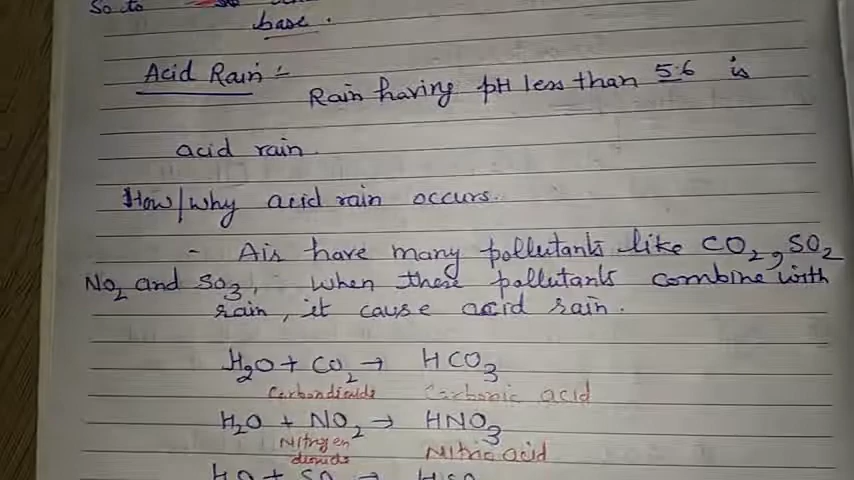 So to
base.
Acid Rain :-
Rain having pH less than 5.6 is
acid rain.
How/why acid rain occurs.
- Air have many pollutants like CO2, SO2
NO2 and SO3, when these pollutants combine with
rain, it cause acid rain.
H2O + CO2 → HCO3
Carbondioxide Carbonic acid
H2O + NO2 → HNO3
Nitrogen dioxide Nitric acid